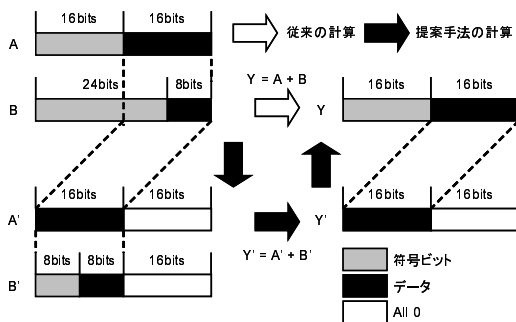 16bits 16bits
A
従来の計算 提案手法の計算
24bits 8bits
B
Y = A + B
16bits 16bits
Y
16bits 16bits
A'
Y' = A' + B'
16bits 16bits
Y'
8bits 8bits 16bits
B'
符号ビット
データ
All 0